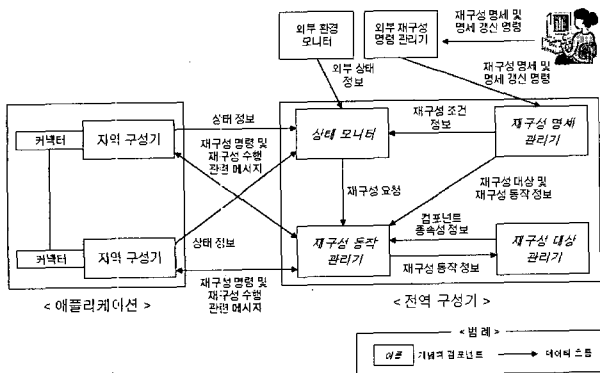 외부 환경
모니터
외부 재구성
명령 관리기
재구성 명세 및
명세 갱신 명령
재구성 명세 및
명세 갱신 명령
외부 상태
정보
상태 정보
재구성 조건
정보
커넥터
지역 구성기
상태 모니터
재구성 명세
관리기
재구성 명령 및
재구성 수행
관련 메시지
재구성 요청
재구성 대상 및
재구성 동작 정보
컴포넌트
종속성 정보
상태 정보
커넥터
지역 구성기
재구성 동작
관리기
재구성 대상
관리기
재구성 동작 정보
재구성 명령 및
재구성 수행
관련 메시지
< 애플리케이션 >
< 전역 구성기 >
< 범례 >
이름
개념적 컴포넌트
데이터 흐름